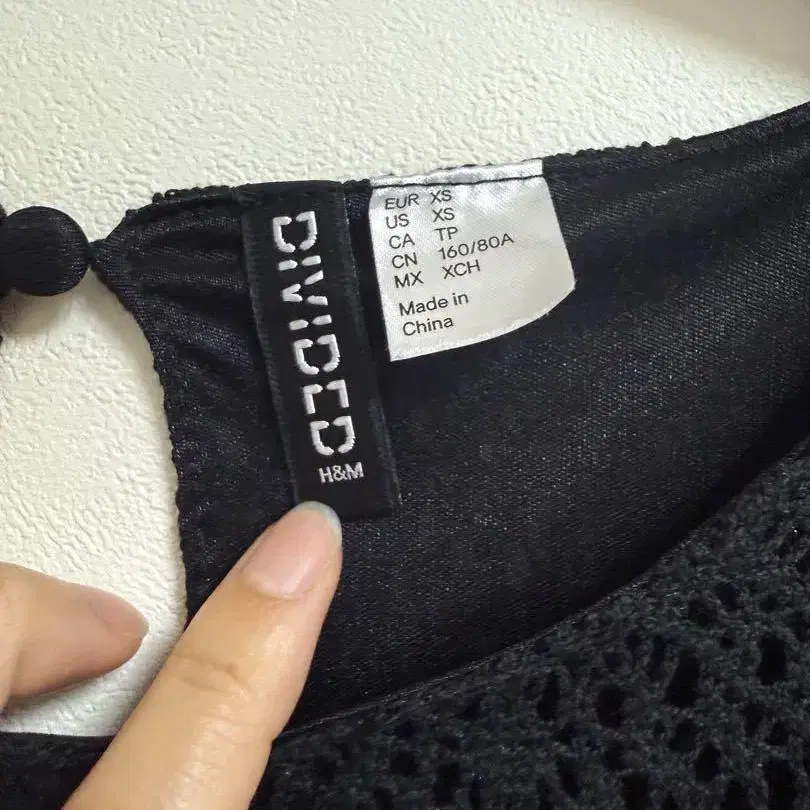 DIVIDED
H&M
EUR XS
US XS
CA TP
CN 160/80A
MX XCH
Made in
China